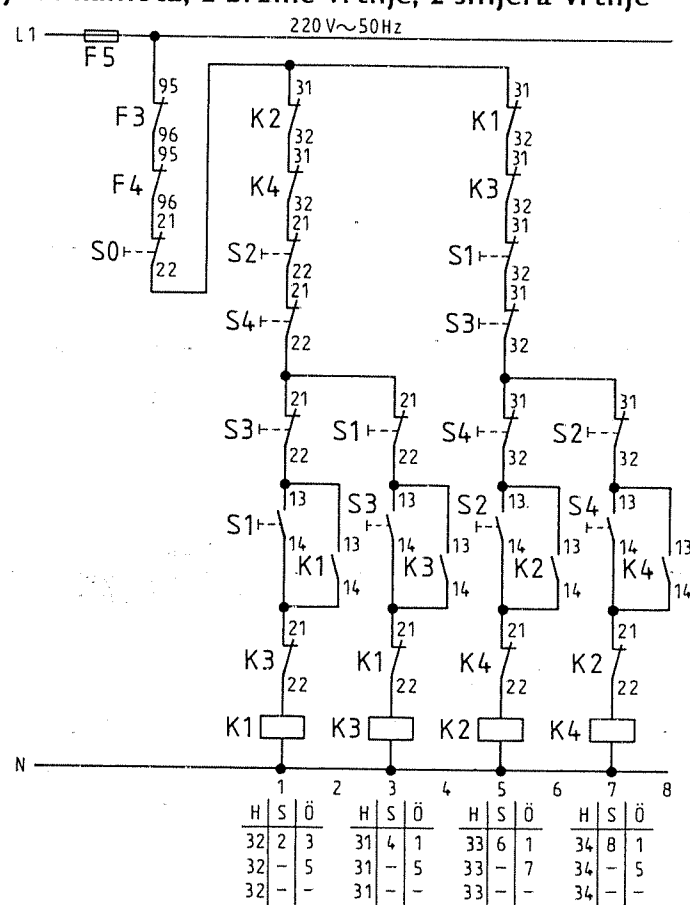 2 smjera vrtnje
220 V~50Hz
L1
F5
95
F3
96
95
F4
96
21
S0
22
31
K2
32
31
K4
32
21
S2
22
21
S4
22
31
K1
32
31
K3
32
31
S1
32
31
S3
32
21
S3
22
21
S1
22
31
S4
32
31
S2
32
13
S1
14
13
K1
14
13
S3
14
13
K3
14
13.
S2
14
13
K2
14
13
S4
14
13
K4
14
21
K3
22
21
K1
22
21
K4
22
21
K2
22
K1
K3
K2
K4
N
1 2 3 4 5 6 7 8
H S Ö H S Ö H S Ö H S Ö
32 2 3 31 4 1 33 6 1 34 8 1
32 – 5 31 – 5 33 – 7 34 – 5
32 – – 31 – – 33 – – 34 – –